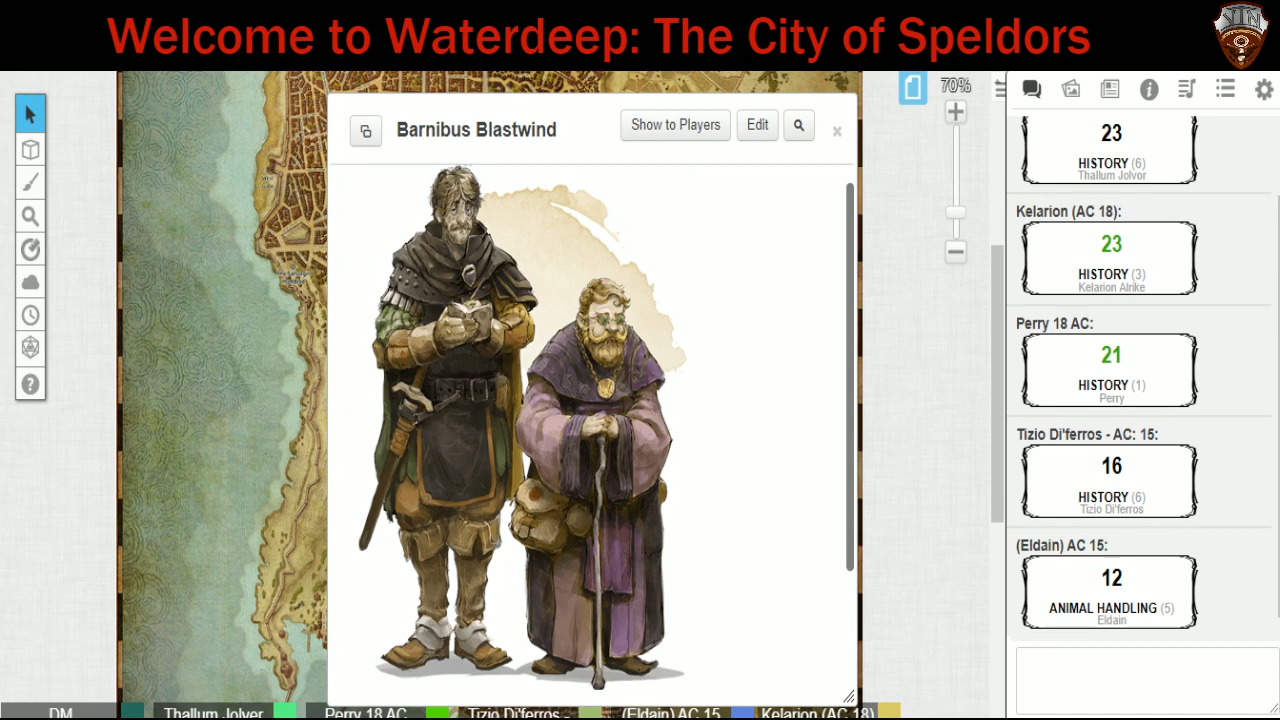 Welcome to Waterdeep: The City of Speldors
Barnibus Blastwind
Show to Players
Edit
70%
23
HISTORY (6)
Thallum Jolvor
Kelarion (AC 18):
23
HISTORY (3)
Kelarion Alrike
Perry 18 AC:
21
HISTORY (1)
Perry
Tizio Di'ferros - AC: 15:
16
HISTORY (6)
Tizio Di'ferros
(Eldain) AC 15:
12
ANIMAL HANDLING (5)
Eldain
DM
Thallum Jolver
Perry 18 AC
Tizio Di'ferros -
(Eldain) AC 15
Kelarion (AC 18)